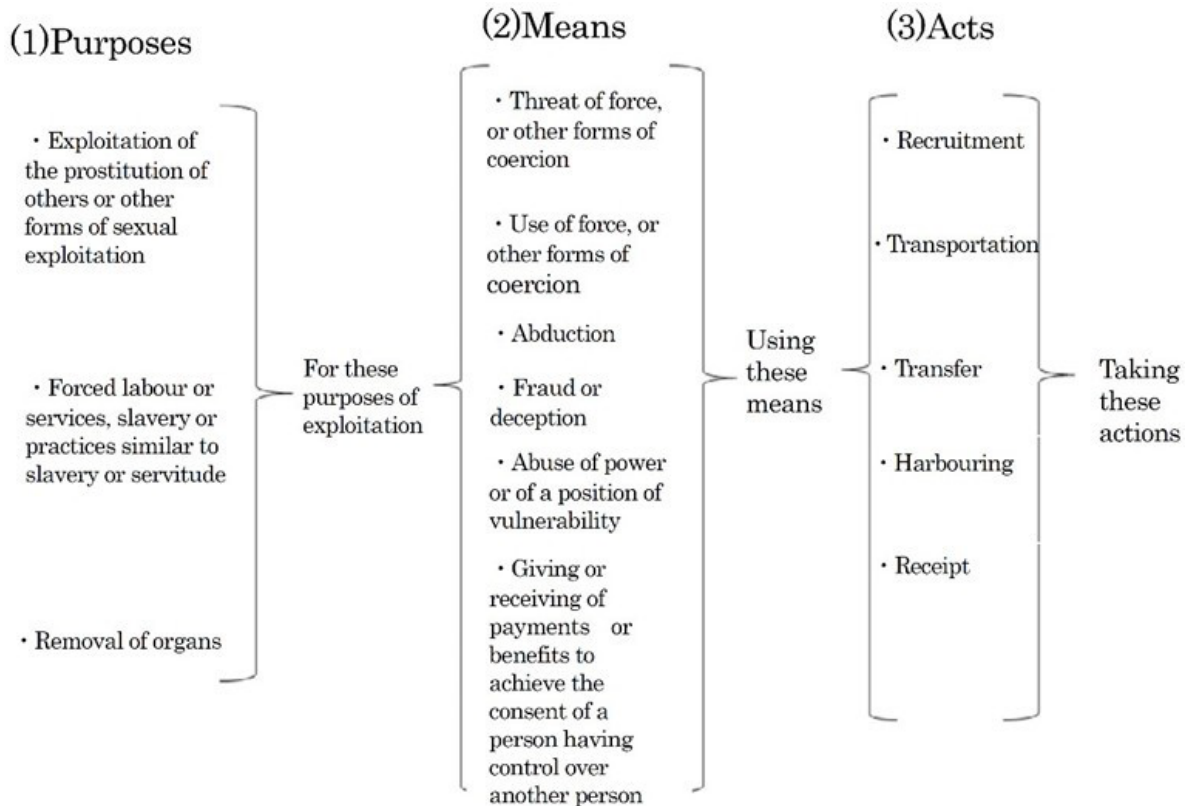 (1)Purposes
・Exploitation of
the prostitution of
others or other
forms of sexual
exploitation
・Forced labour or
services, slavery or
practices similar to
slavery or servitude
・Removal of organs
For these
purposes of
exploitation
(2)Means
・Threat of force,
or other forms of
coercion
・Use of force, or
other forms of
coercion
・Abduction
・Fraud or
deception
・Abuse of power
or of a position of
vulnerability
・Giving or
receiving of
payments or
benefits to
achieve the
consent of a
person having
control over
another person
Using
these
means
(3)Acts
・Recruitment
・Transportation
・Transfer
・Harbouring
・Receipt
Taking
these
actions